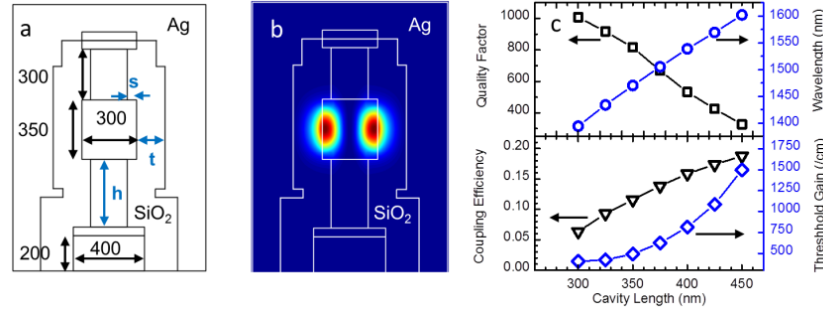 a
Ag
300
s
350
300
t
h
SiO2
200
400
b
Ag
SiO2
c
Quality Factor
1000
800
600
400
Wavelength (nm)
1600
1550
1500
1450
1400
Coupling Efficiency
0.20
0.15
0.10
0.05
0.00
Threshhold Gain (/cm)
1750
1500
1250
1000
750
500
300
350
400
450
Cavity Length (nm)